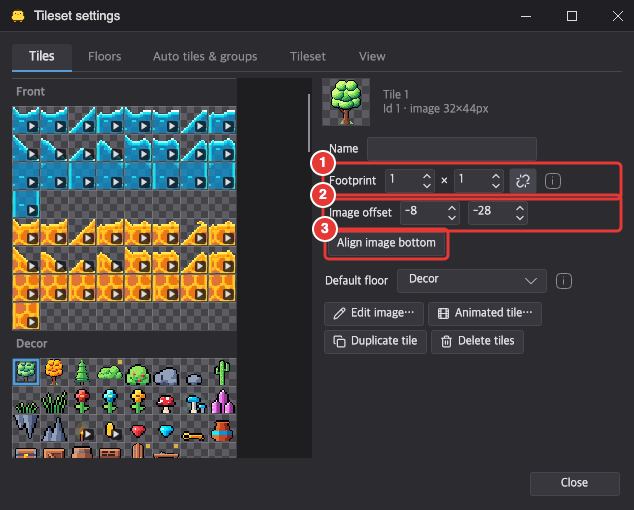 Tileset settings
Tiles
Floors
Auto tiles & groups
Tileset
View
Front
Tile 1
Id 1 · image 32×44px
Name
1
Footprint
1
×
1
i
2
Image offset
-8
-28
3
Align image bottom
Default floor
Decor
i
Edit image···
Animated tile···
Duplicate tile
Delete tiles
Decor
Close